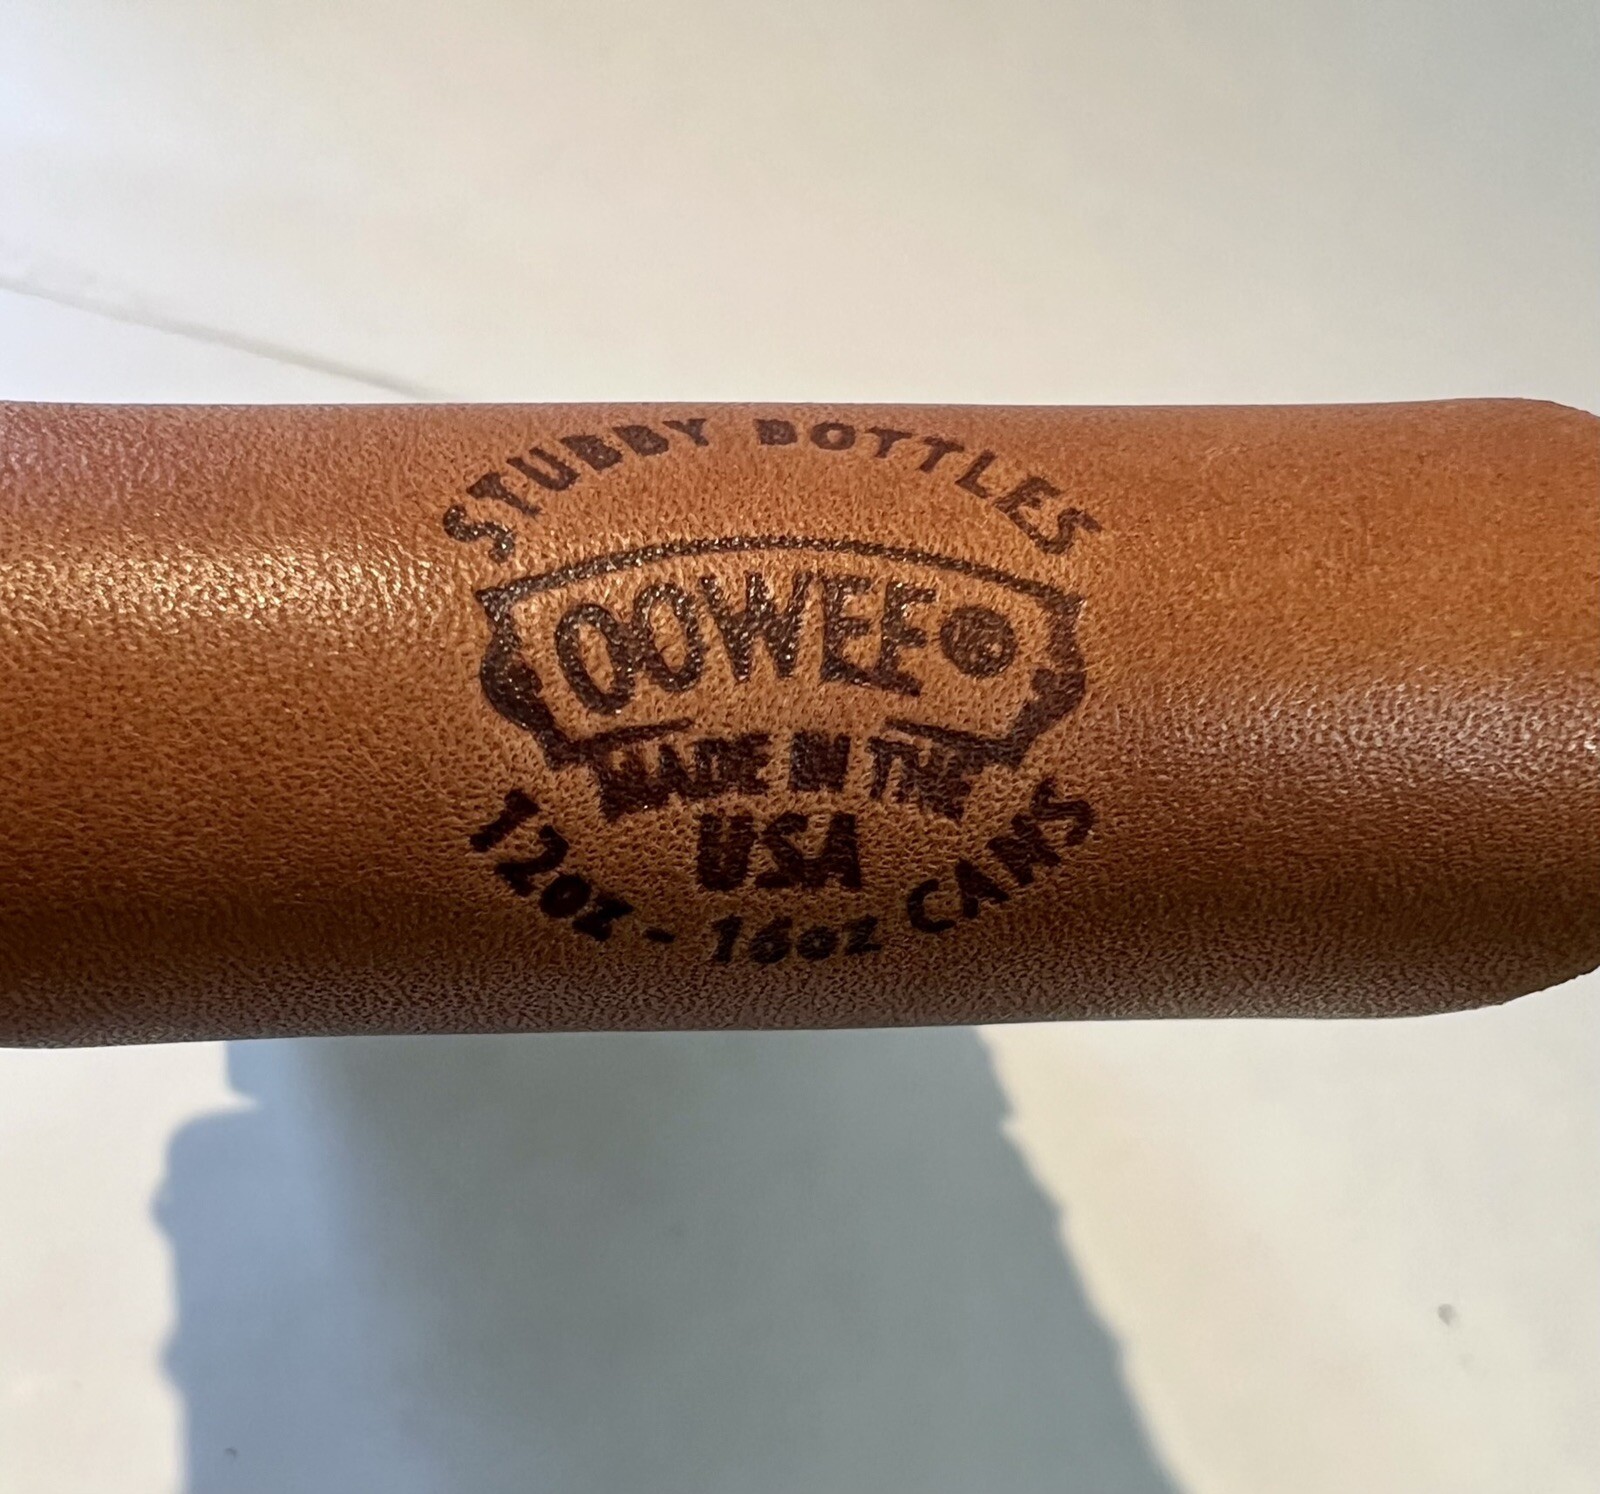 STUBBY BOTTLES
OOWEE
MADE IN THE
USA
12oz - 16oz CANS